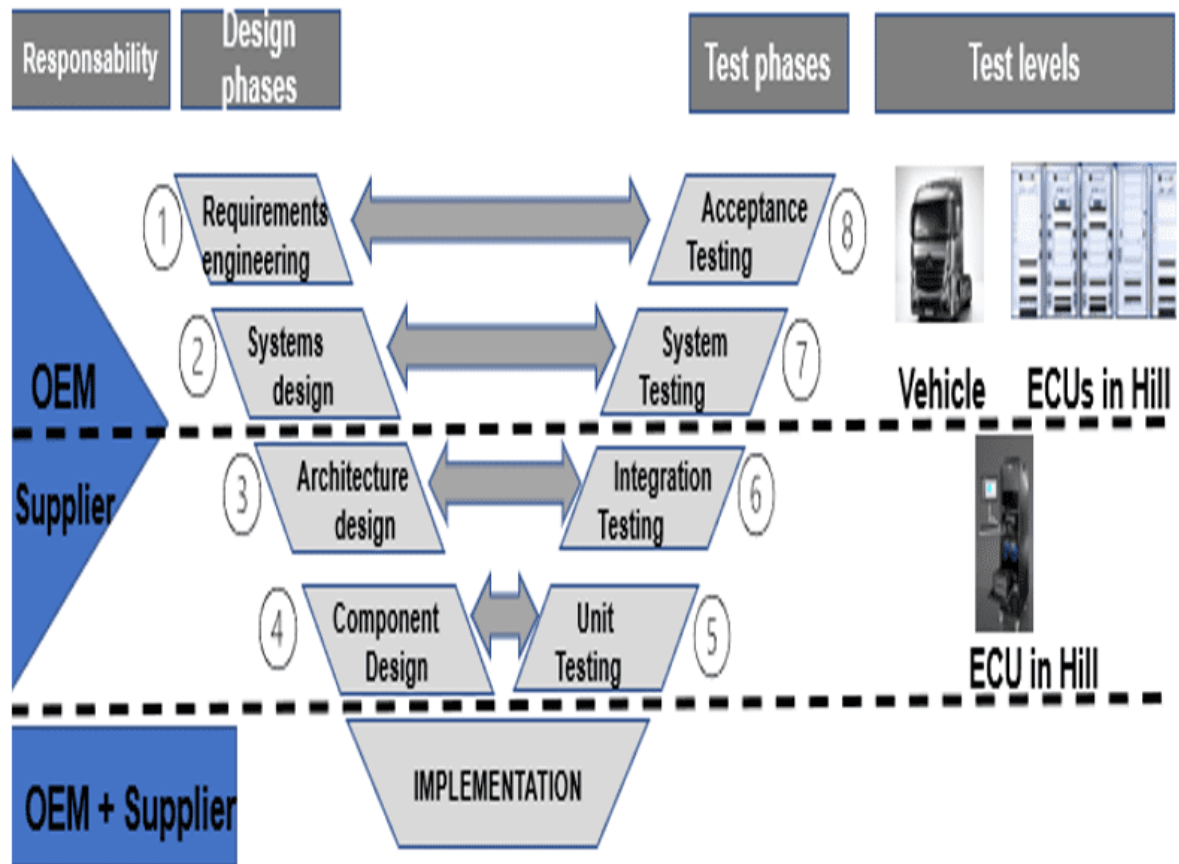 Responsability
Design
phases
Test phases
Test levels
1
Requirements
engineering
Acceptance
Testing
8
2
Systems
design
System
Testing
7
OEM
Vehicle
ECUs in Hill
Supplier
3
Architecture
design
Integration
Testing
6
4
Component
Design
Unit
Testing
5
ECU in Hill
OEM + Supplier
IMPLEMENTATION